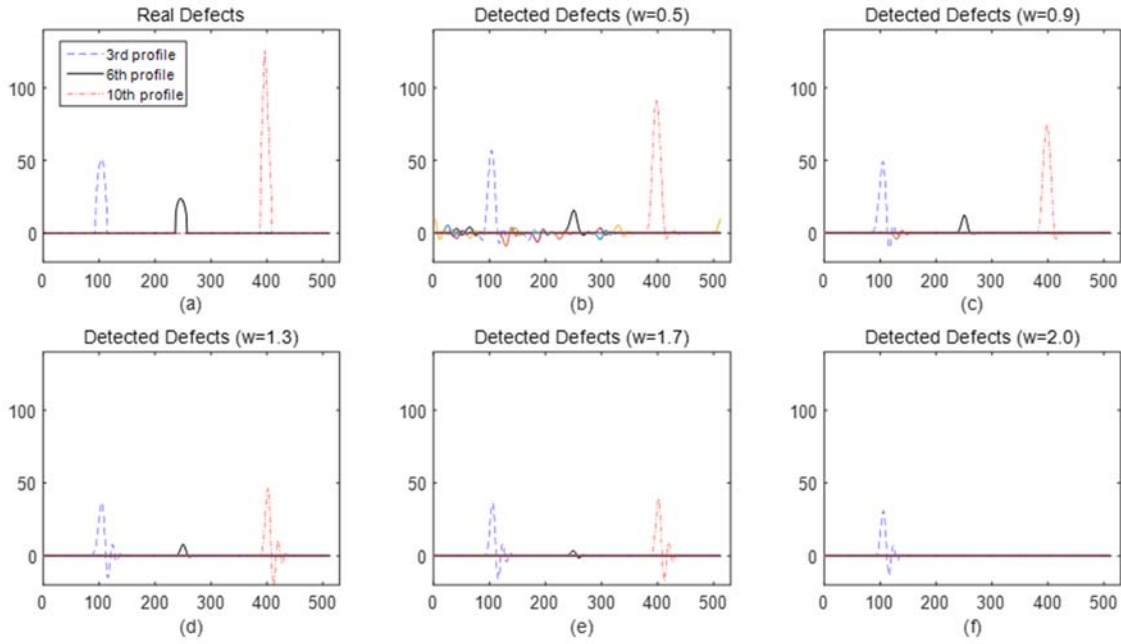 Real Defects
3rd profile
6th profile
10th profile
100
50
0
0 100 200 300 400 500
(a)
Detected Defects (w=0.5)
100
50
0
0 100 200 300 400 500
(b)
Detected Defects (w=0.9)
100
50
0
0 100 200 300 400 500
(c)
Detected Defects (w=1.3)
100
50
0
0 100 200 300 400 500
(d)
Detected Defects (w=1.7)
100
50
0
0 100 200 300 400 500
(e)
Detected Defects (w=2.0)
100
50
0
0 100 200 300 400 500
(f)